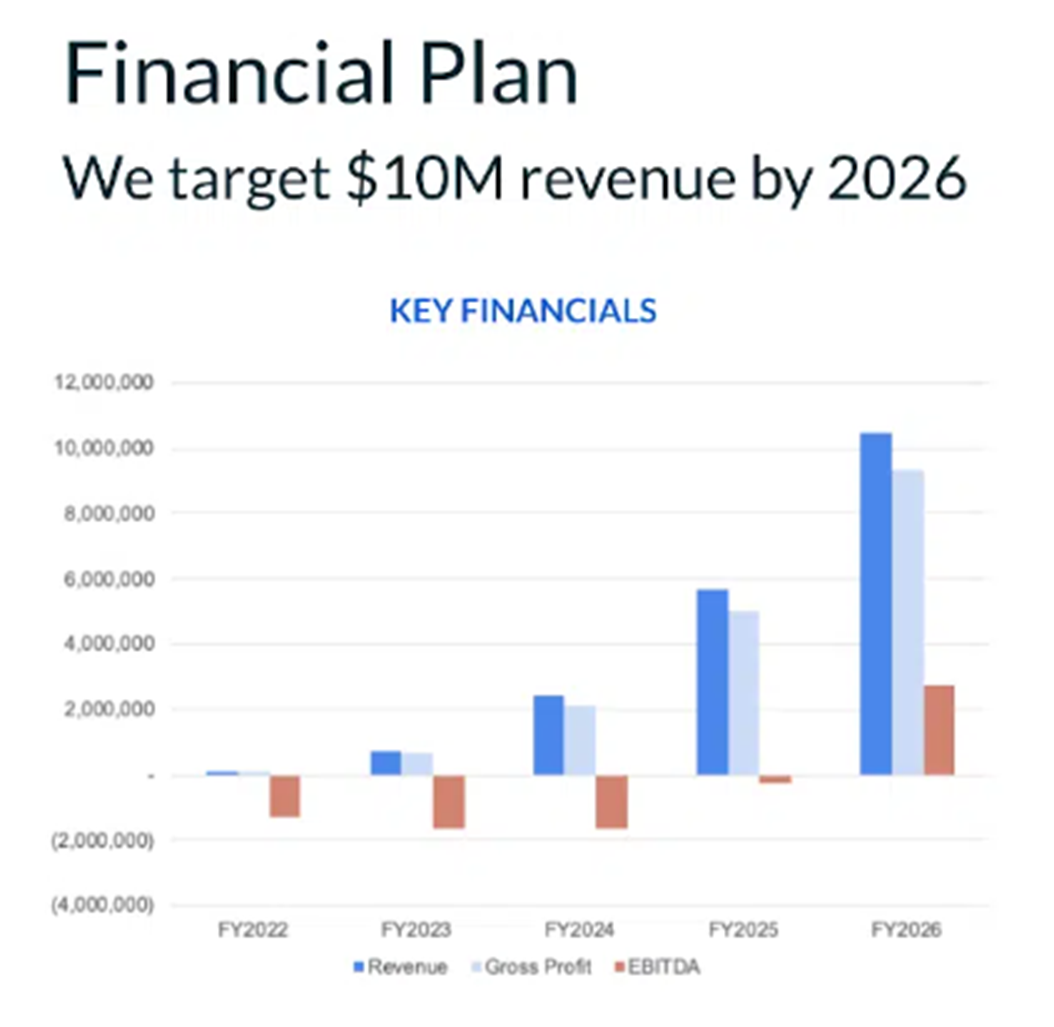 Financial Plan
We target $10M revenue by 2026
KEY FINANCIALS
12,000,000
10,000,000
8,000,000
6,000,000
4,000,000
2,000,000
-
(2,000,000)
(4,000,000)
FY2022 FY2023 FY2024 FY2025 FY2026
Revenue Gross Profit EBITDA